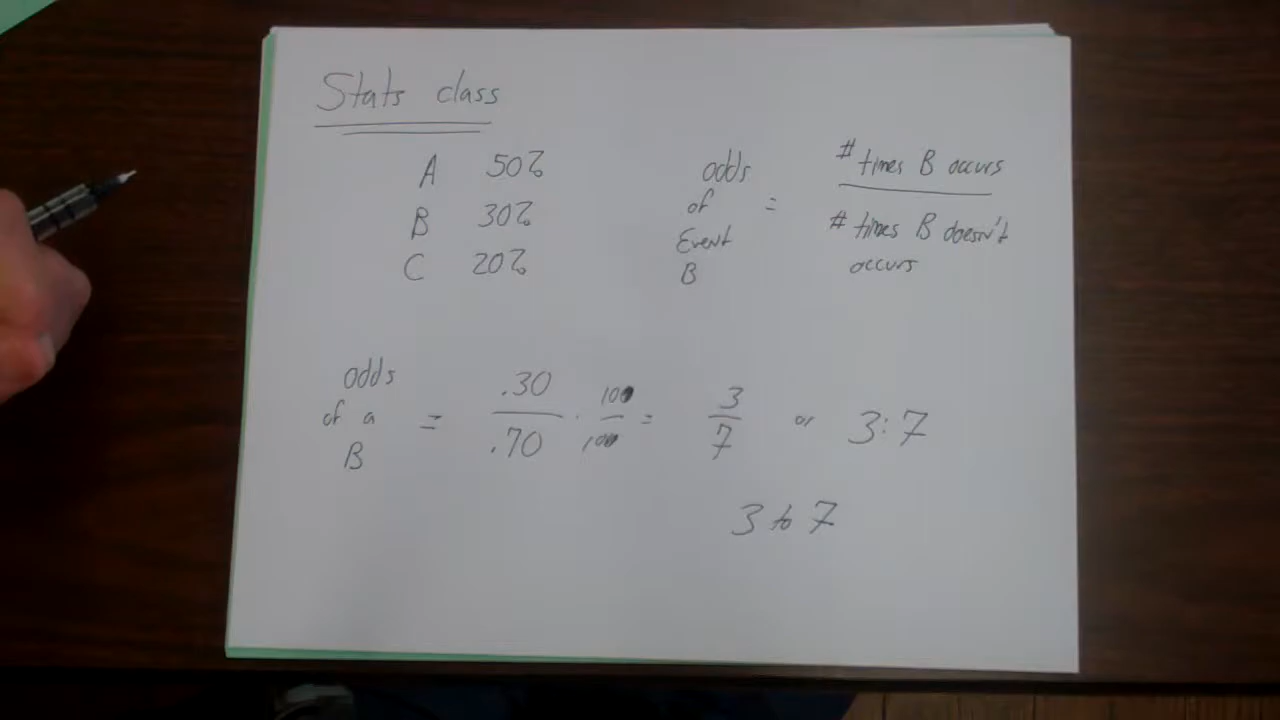 Stats class
A 50%
B 30%
C 20%
odds of Event B = # times B occurs / # times B doesn't occurs
odds of a B = .30 / .70 · 100 / 100 = 3 / 7 or 3:7
3 to 7